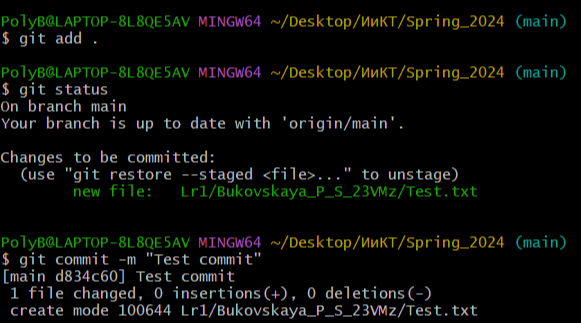 PolyB@LAPTOP-8L8QE5AV MINGW64 ~/Desktop/ИиКТ/Spring_2024 (main)
$ git add .
PolyB@LAPTOP-8L8QE5AV MINGW64 ~/Desktop/ИиКТ/Spring_2024 (main)
$ git status
On branch main
Your branch is up to date with 'origin/main'.
Changes to be committed:
  (use "git restore --staged <file>..." to unstage)
        new file:   Lr1/Bukovskaya_P_S_23VMz/Test.txt
PolyB@LAPTOP-8L8QE5AV MINGW64 ~/Desktop/ИиКТ/Spring_2024 (main)
$ git commit -m "Test commit"
[main d834c60] Test commit
 1 file changed, 0 insertions(+), 0 deletions(-)
 create mode 100644 Lr1/Bukovskaya_P_S_23VMz/Test.txt